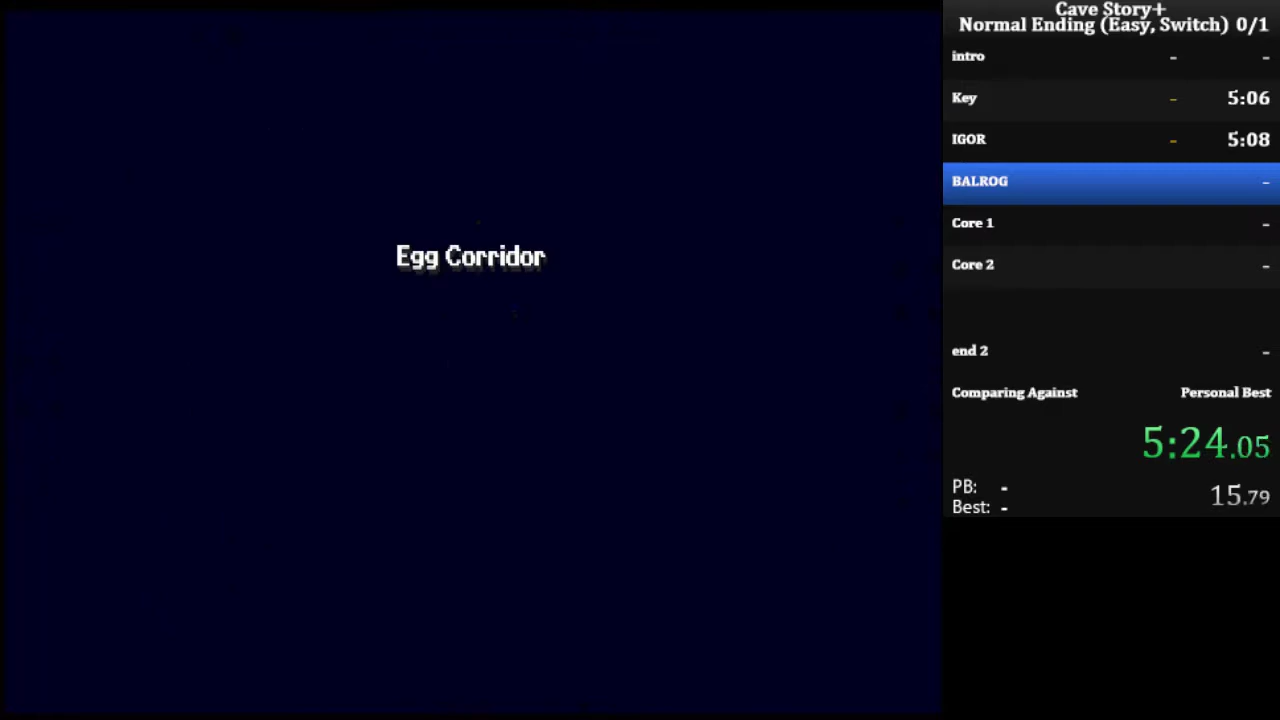 Egg Corridor
Cave Story+
Normal Ending (Easy, Switch) 0/1
intro - -
Key - 5:06
IGOR - 5:08
BALROG -
Core 1 -
Core 2 -
end 2 -
Comparing Against Personal Best
5:24.05
PB: - 15.79
Best: -